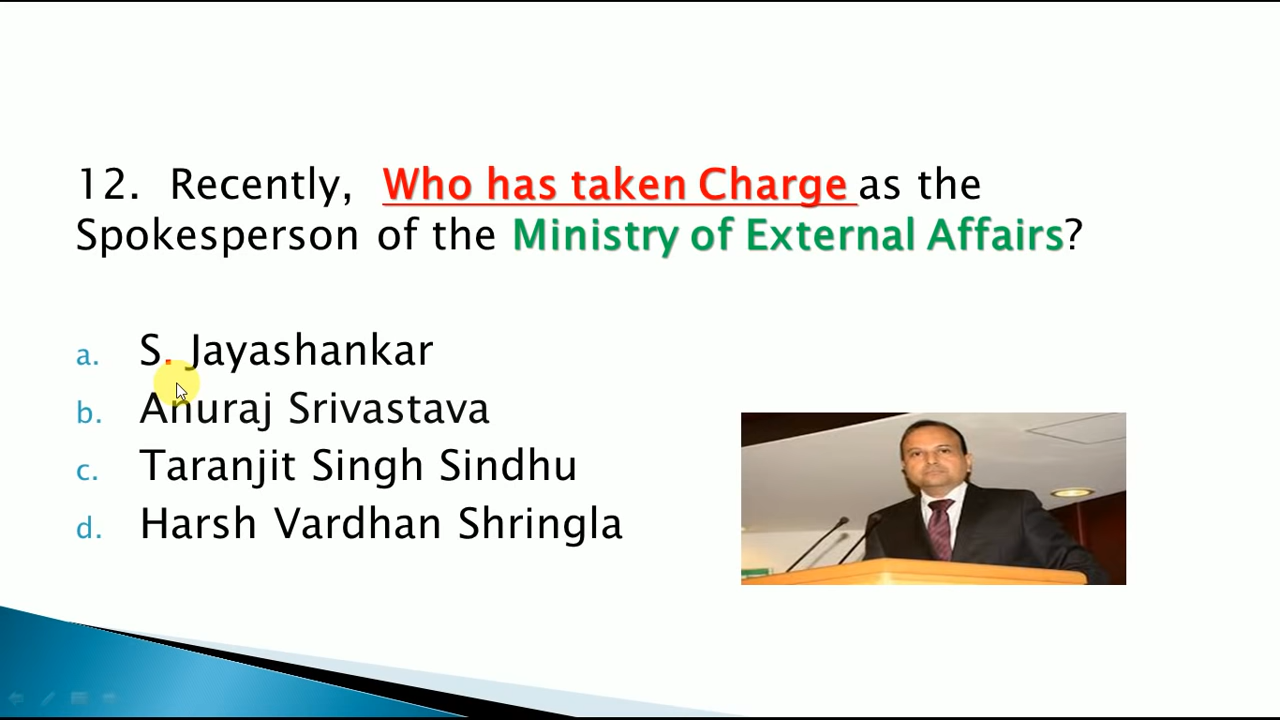 12. Recently, Who has taken Charge as the
Spokesperson of the Ministry of External Affairs?
a. S. Jayashankar
b. Anuraj Srivastava
c. Taranjit Singh Sindhu
d. Harsh Vardhan Shringla